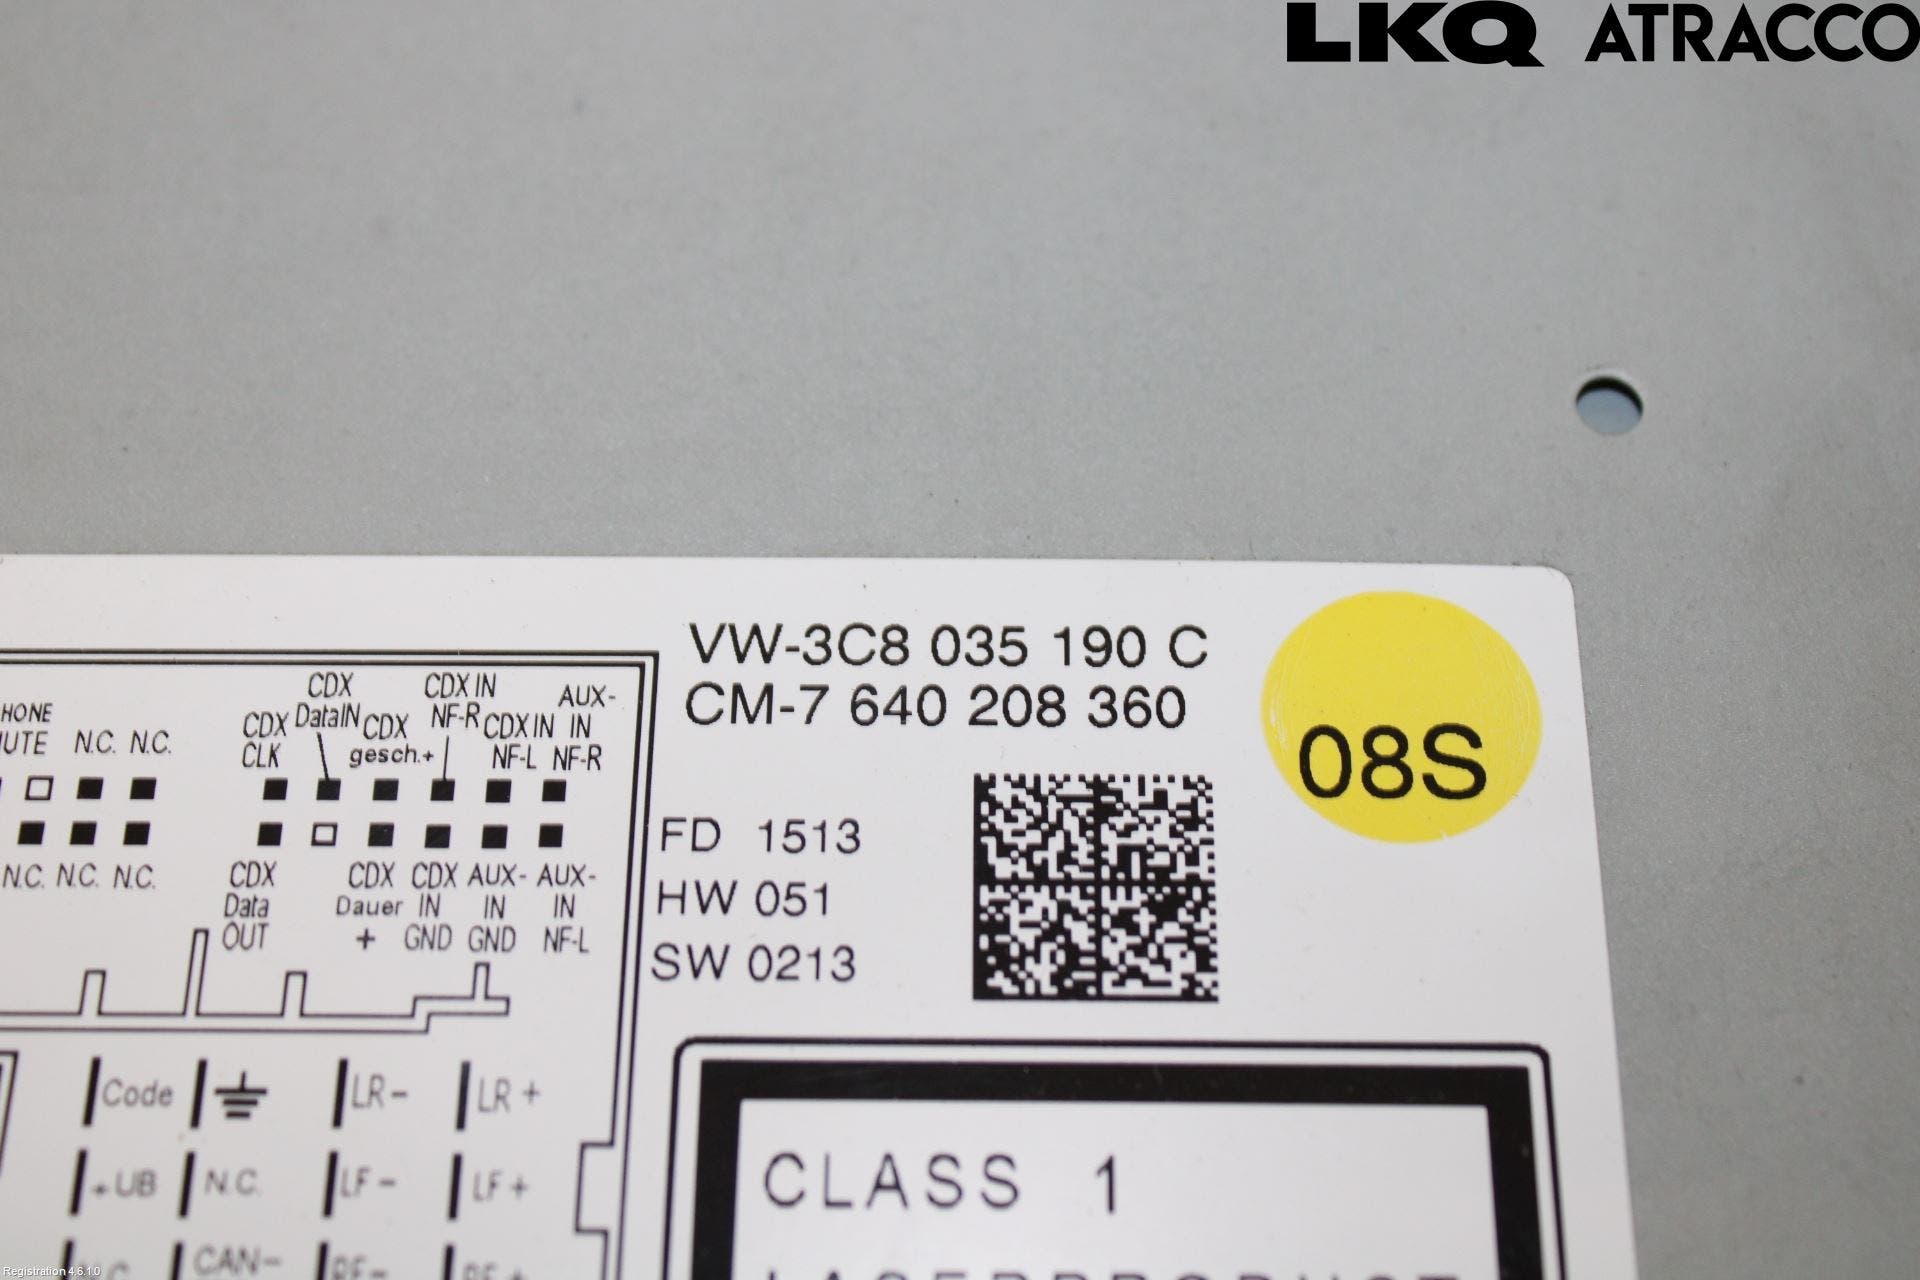 LKQ ATRACCO
VW-3C8 035 190 C
CM-7 640 208 360
08S
FD 1513
HW 051
SW 0213
CDX DataIN
CDX IN NF-R
AUX-IN NF-R
CDX CLK
CDX gesch.+
CDX IN NF-L
N.C. N.C.
N.C. N.C. N.C.
CDX Data OUT
CDX Dauer +
CDX IN GND
AUX-IN GND
AUX-IN NF-L
Code LR- LR+
+UB N.C. LF- LF+
CAN-
CLASS 1
Registration 4.6.1.0